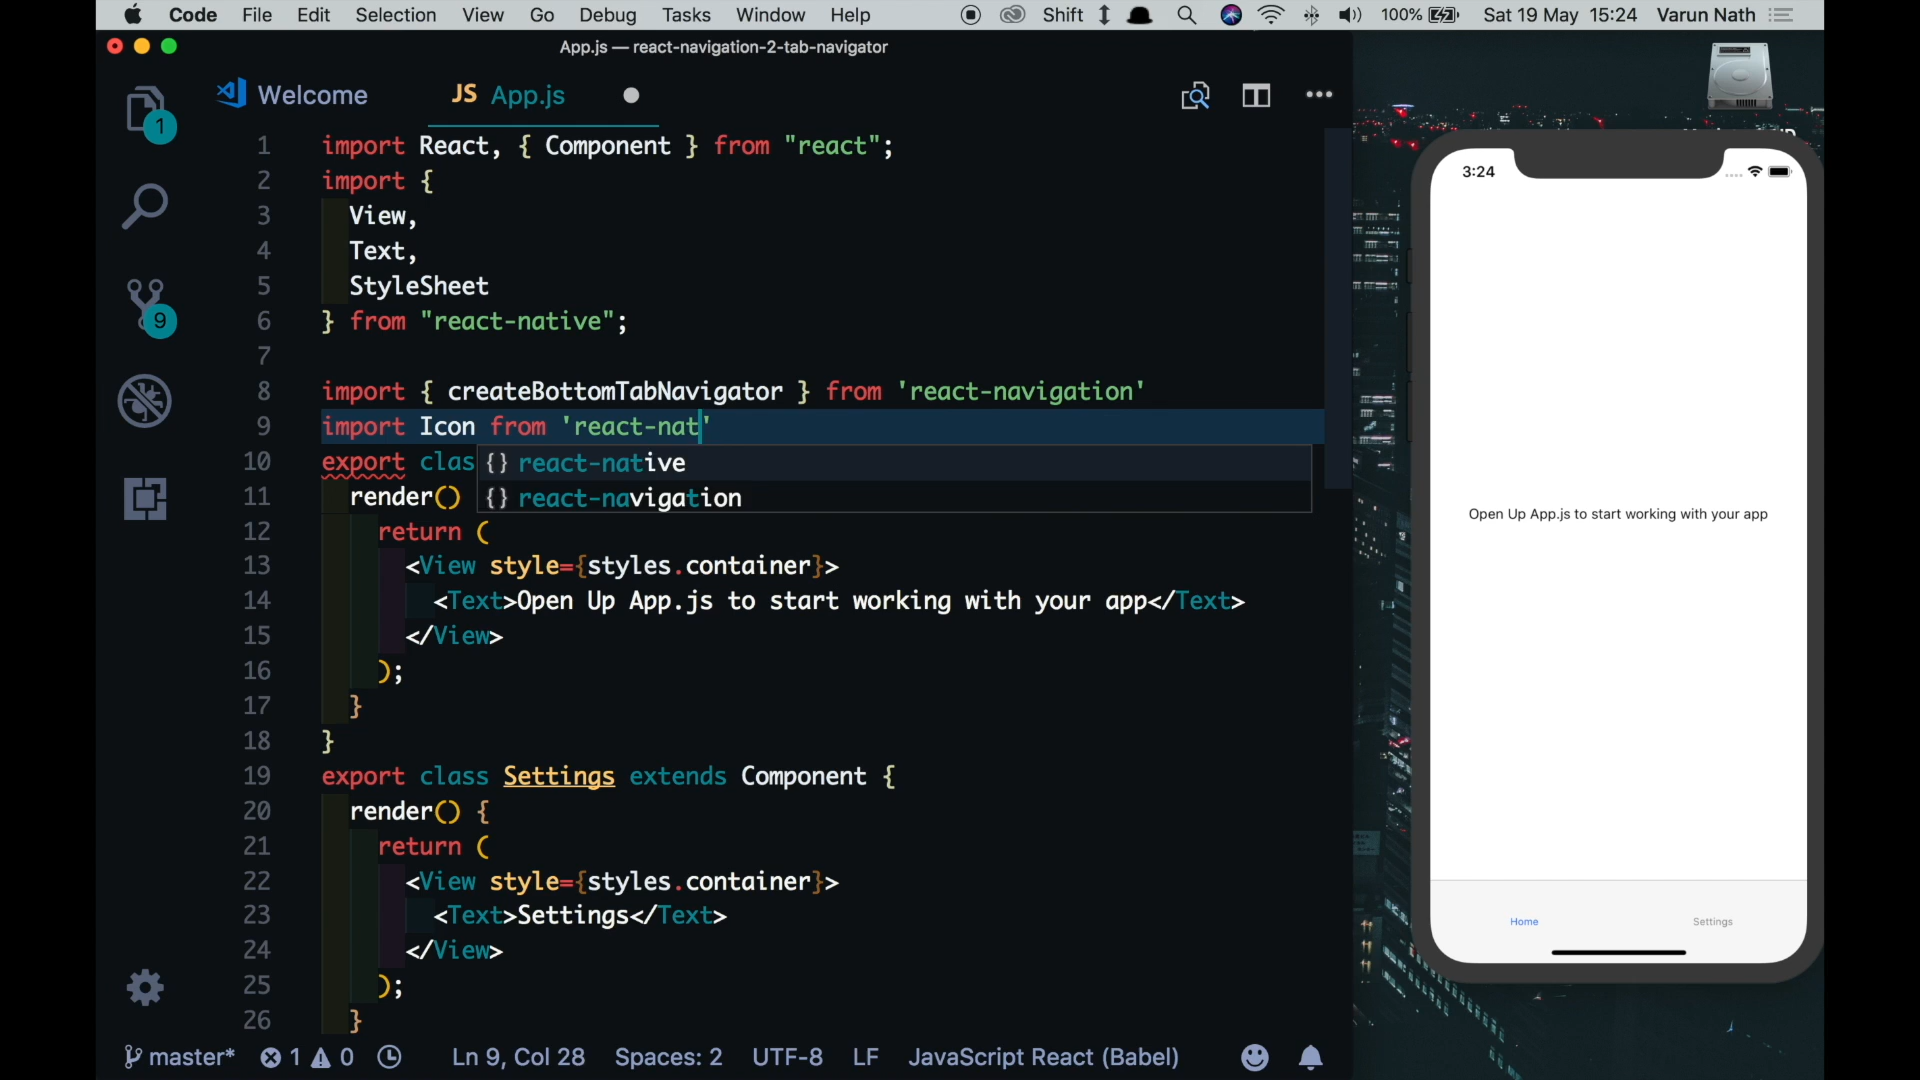 Code File Edit Selection View Go Debug Tasks Window Help Shift 100% Sat 19 May 15:24 Varun Nath
App.js — react-navigation-2-tab-navigator
Welcome JS App.js
1 import React, { Component } from "react";
2 import {
3 View,
4 Text,
5 StyleSheet
6 } from "react-native";
7
8 import { createBottomTabNavigator } from 'react-navigation'
9 import Icon from 'react-nat'
10 export clas {} react-native
11 render() {} react-navigation
12 return (
13 <View style={styles.container}>
14 <Text>Open Up App.js to start working with your app</Text>
15 </View>
16 );
17 }
18 }
19 export class Settings extends Component {
20 render() {
21 return (
22 <View style={styles.container}>
23 <Text>Settings</Text>
24 </View>
25 );
26 }
1
9
master* 1 0 Ln 9, Col 28 Spaces: 2 UTF-8 LF JavaScript React (Babel)
3:24
Open Up App.js to start working with your app
Home Settings